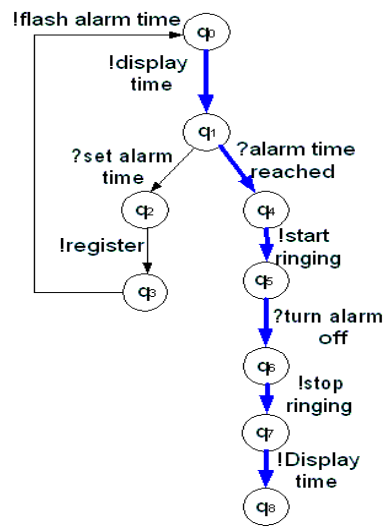 !flash alarm time
q0
!display
time
q1
?set alarm
time
?alarm time
reached
q2
q4
!register
!start
ringing
q3
q5
?turn alarm
off
q6
!stop
ringing
q7
!Display
time
q8